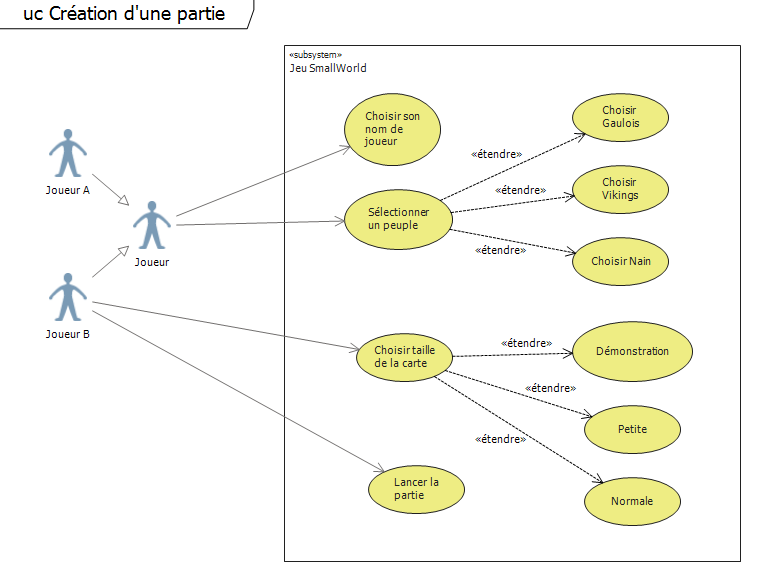 uc Création d'une partie
«subsystem»
Jeu SmallWorld
Choisir son
nom de
joueur
Choisir
Gaulois
«étendre»
Joueur A
Choisir
Vikings
«étendre»
Sélectionner
un peuple
Joueur
«étendre»
Choisir Nain
Joueur B
Choisir taille
de la carte
«étendre»
Démonstration
«étendre»
Petite
«étendre»
Lancer la
partie
Normale